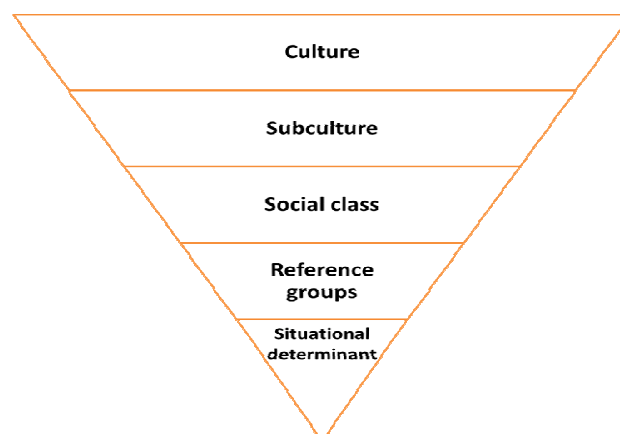 Culture
Subculture
Social class
Reference
groups
Situational
determinant